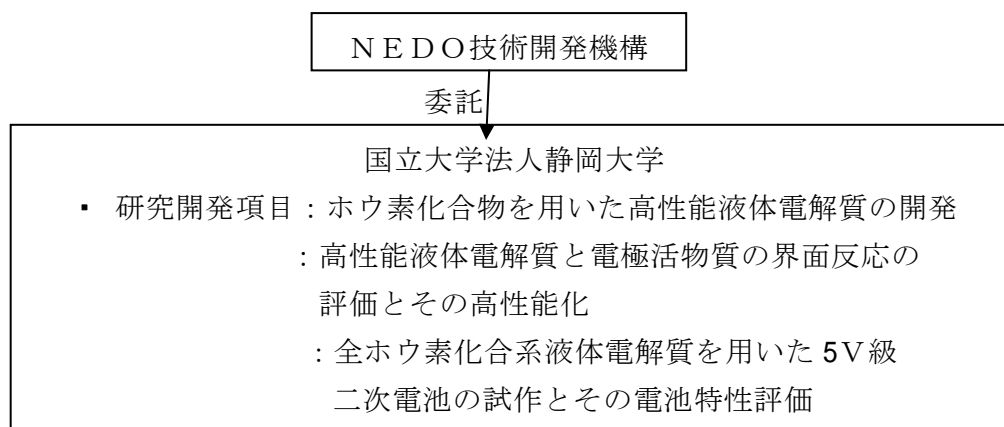 ＮＥＤＯ技術開発機構
委託
国立大学法人静岡大学
・ 研究開発項目：ホウ素化合物を用いた高性能液体電解質の開発
：高性能液体電解質と電極活物質の界面反応の
評価とその高性能化
：全ホウ素化合系液体電解質を用いた 5Ｖ級
二次電池の試作とその電池特性評価